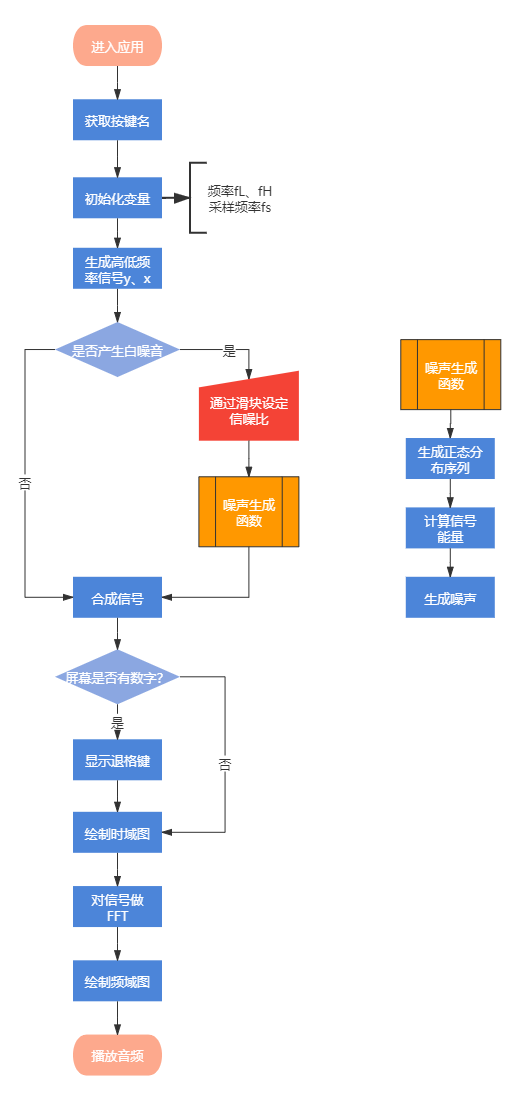 进入应用
获取按键名
初始化变量
频率fL、fH
采样频率fs
生成高低频
率信号y、x
是否产生白噪音
是
否
通过滑块设定
信噪比
噪声生成
函数
合成信号
屏幕是否有数字?
是
否
显示退格键
绘制时域图
对信号做
FFT
绘制频域图
播放音频
噪声生成
函数
生成正态分
布序列
计算信号
能量
生成噪声